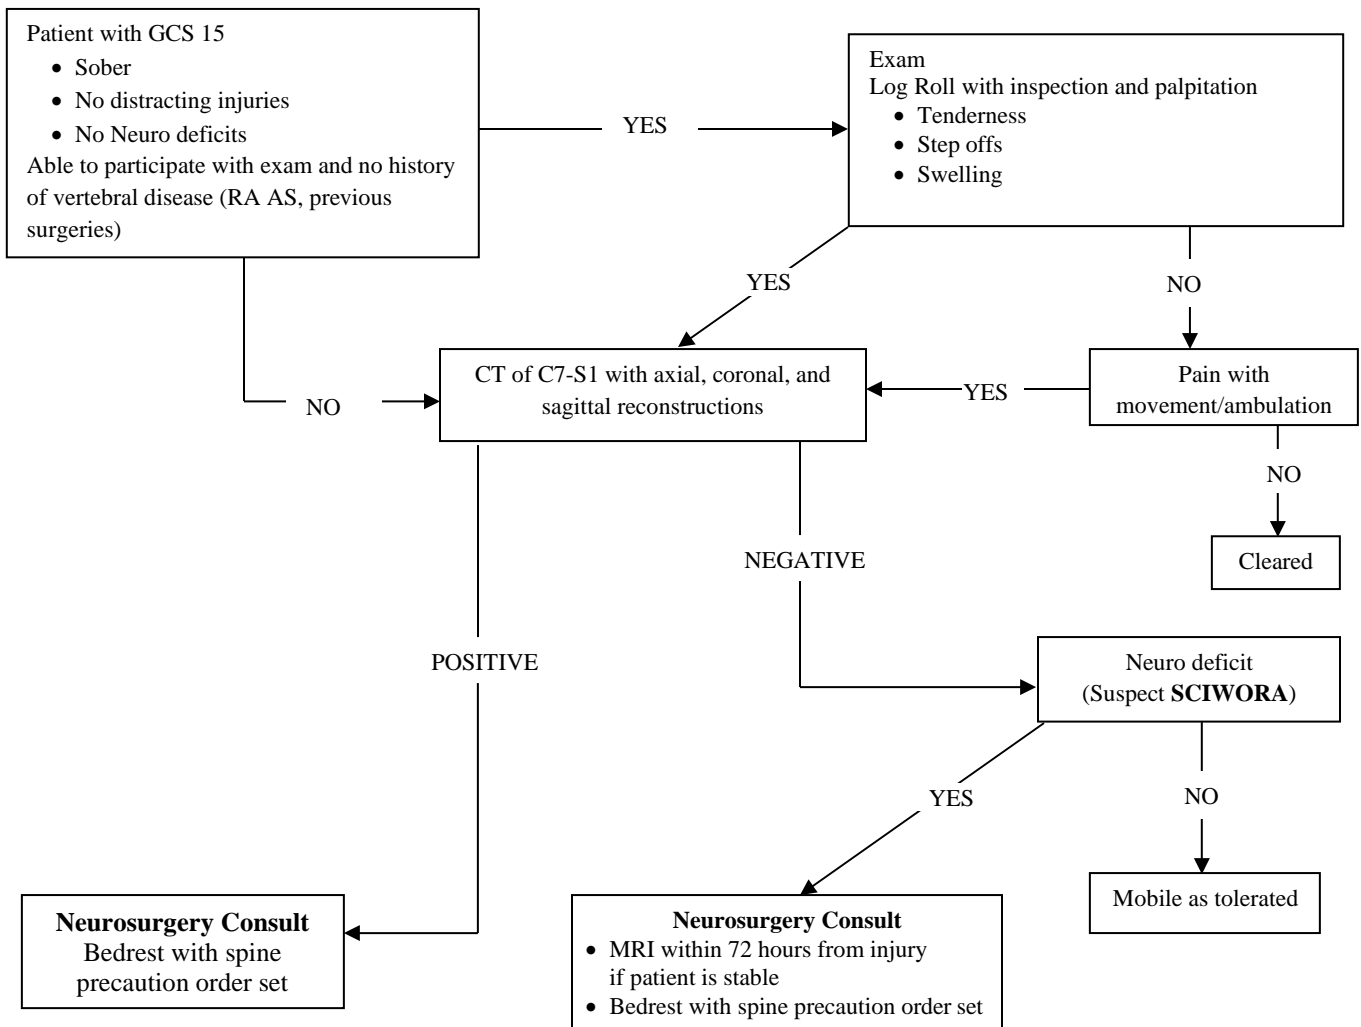 Patient with GCS 15
• Sober
• No distracting injuries
• No Neuro deficits
Able to participate with exam and no history
of vertebral disease (RA AS, previous
surgeries)
YES
Exam
Log Roll with inspection and palpitation
• Tenderness
• Step offs
• Swelling
YES
NO
NO
CT of C7-S1 with axial, coronal, and
sagittal reconstructions
YES
Pain with
movement/ambulation
NO
Cleared
NEGATIVE
POSITIVE
Neuro deficit
(Suspect SCIWORA)
YES
NO
Mobile as tolerated
Neurosurgery Consult
Bedrest with spine
precaution order set
Neurosurgery Consult
• MRI within 72 hours from injury
if patient is stable
• Bedrest with spine precaution order set